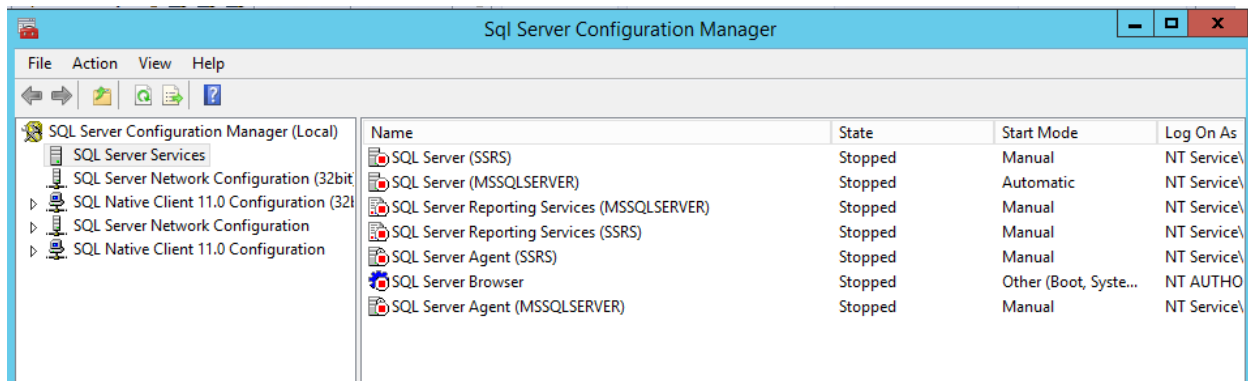 Sql Server Configuration Manager
File Action View Help
SQL Server Configuration Manager (Local)
SQL Server Services
SQL Server Network Configuration (32bit
SQL Native Client 11.0 Configuration (32
SQL Server Network Configuration
SQL Native Client 11.0 Configuration
Name State Start Mode Log On As
SQL Server (SSRS) Stopped Manual NT Service\
SQL Server (MSSQLSERVER) Stopped Automatic NT Service\
SQL Server Reporting Services (MSSQLSERVER) Stopped Manual NT Service\
SQL Server Reporting Services (SSRS) Stopped Manual NT Service\
SQL Server Agent (SSRS) Stopped Manual NT Service\
SQL Server Browser Stopped Other (Boot, Syste... NT AUTHO
SQL Server Agent (MSSQLSERVER) Stopped Manual NT Service\